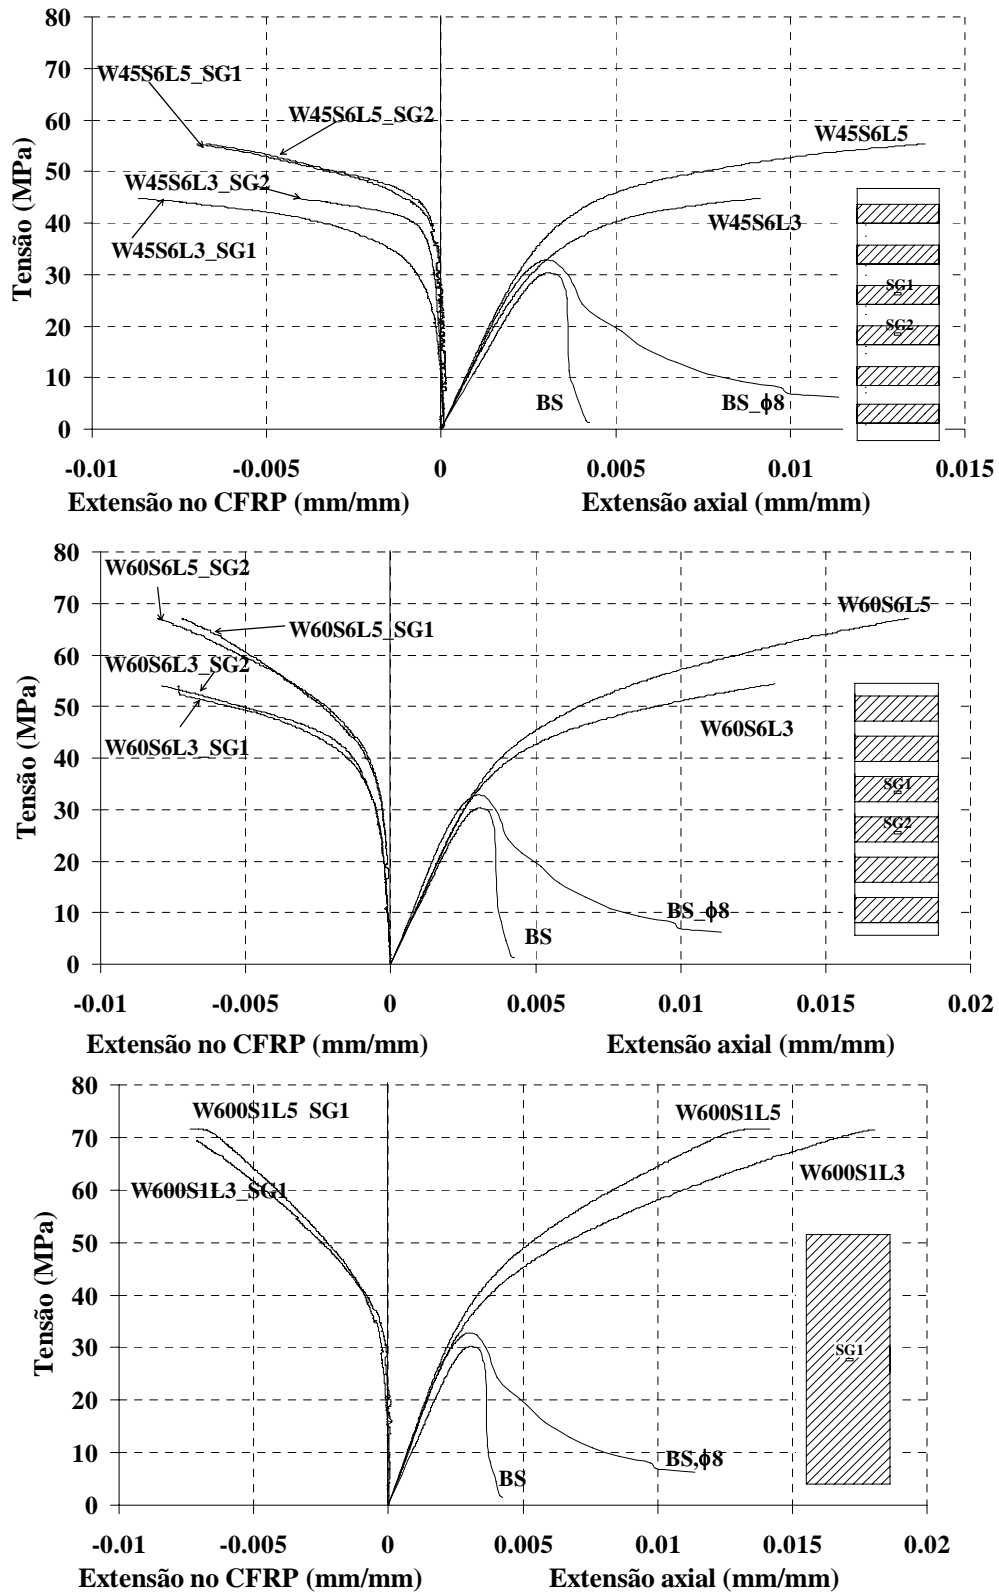 80
70
60
50
40
30
20
10
0
Tensão (MPa)
W45S6L5_SG1
W45S6L5_SG2
W45S6L3_SG2
W45S6L3_SG1
W45S6L5
W45S6L3
BS
BS_ϕ8
SG1
SG2
-0.01 -0.005 0 0.005 0.01 0.015
Extensão no CFRP (mm/mm) Extensão axial (mm/mm)
80
70
60
50
40
30
20
10
0
Tensão (MPa)
W60S6L5_SG2
W60S6L5_SG1
W60S6L3_SG2
W60S6L3_SG1
W60S6L5
W60S6L3
BS
BS_ϕ8
SG1
SG2
-0.01 -0.005 0 0.005 0.01 0.015 0.02
Extensão no CFRP (mm/mm) Extensão axial (mm/mm)
80
70
60
50
40
30
20
10
0
Tensão (MPa)
W600S1L5_SG1
W600S1L3_SG1
W600S1L5
W600S1L3
BS
BS,ϕ8
SG1
-0.01 -0.005 0 0.005 0.01 0.015 0.02
Extensão no CFRP (mm/mm) Extensão axial (mm/mm)